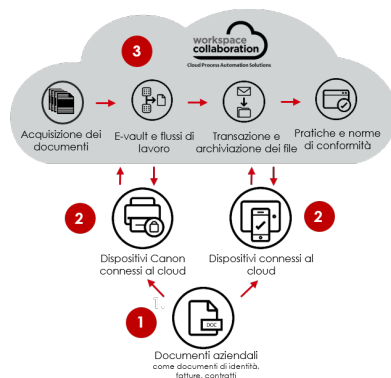 workspace
collaboration
Cloud Process Automation Solutions
3
Acquisizione dei
documenti
E-vault e flussi di
lavoro
Transazione e
archiviazione dei file
Pratiche e norme
di conformità
2
2
Dispositivi Canon
connessi al cloud
Dispositivi connessi al
cloud
1
DOC
Documenti aziendali
come documenti di identità,
fatture, contratti